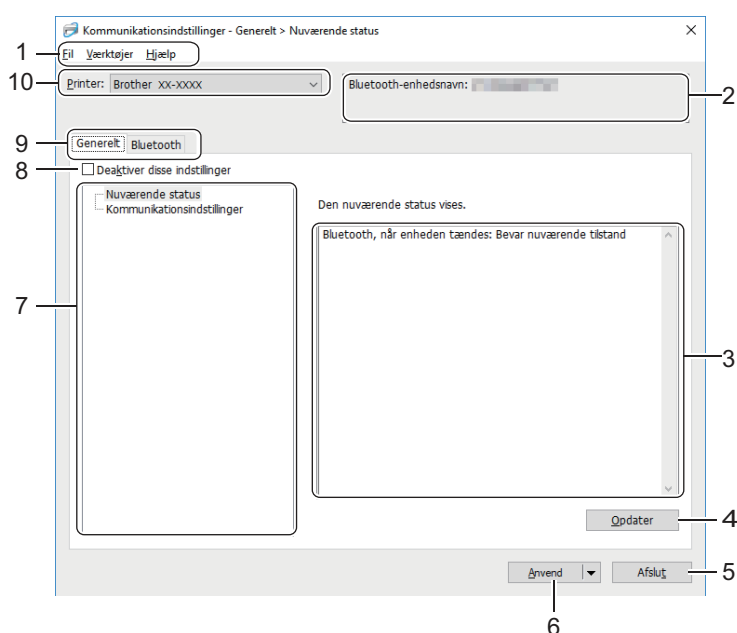 Kommunikationsindstillinger - Generelt > Nuværende status
1
Fil Værktøjer Hjælp
10
Printer: Brother XX-XXXX
Bluetooth-enhedsnavn:
2
9
Generelt Bluetooth
8
Deaktiver disse indstillinger
Nuværende status
Kommunikationsindstillinger
Den nuværende status vises.
Bluetooth, når enheden tændes: Bevar nuværende tilstand
7
3
Opdater
4
Anvend
Afslut
5
6